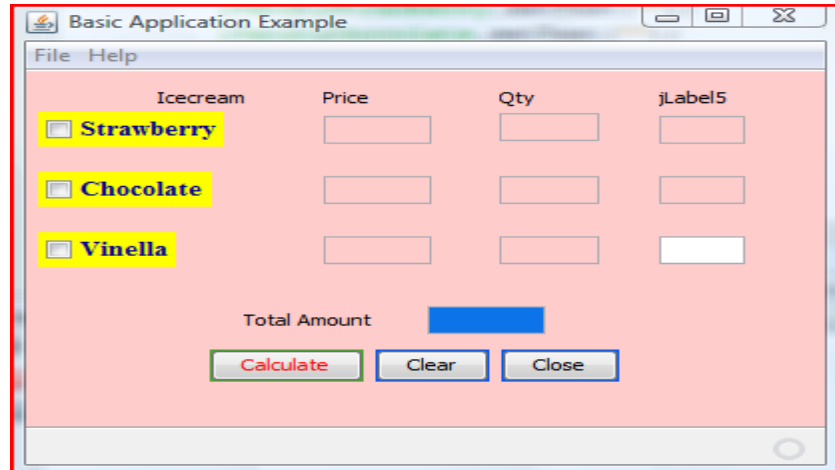 Basic Application Example
File Help
Icecream Price Qty jLabel5
Strawberry
Chocolate
Vinella
Total Amount
Calculate Clear Close